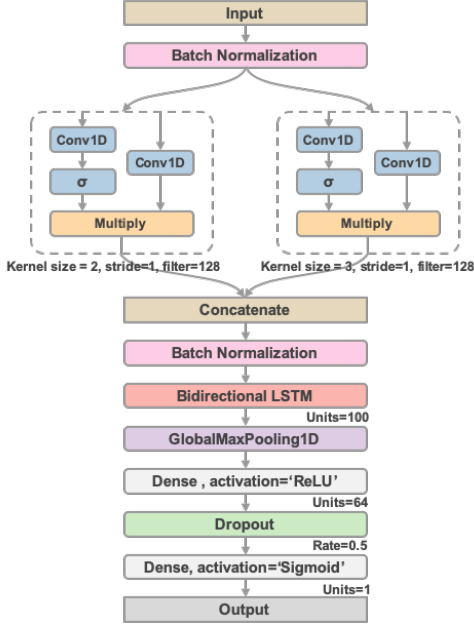 Input
Batch Normalization
Conv1D
Conv1D
σ
Multiply
Kernel size = 2, stride=1, filter=128
Conv1D
Conv1D
σ
Multiply
Kernel size = 3, stride=1, filter=128
Concatenate
Batch Normalization
Bidirectional LSTM
Units=100
GlobalMaxPooling1D
Dense , activation=‘ReLU’
Units=64
Dropout
Rate=0.5
Dense, activation=‘Sigmoid’
Units=1
Output